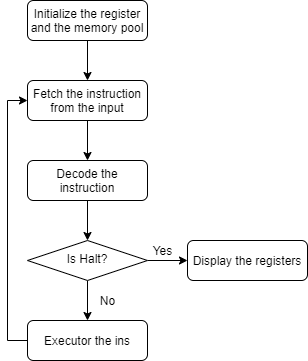 Initialize the register
and the memory pool
Fetch the instruction
from the input
Decode the
instruction
Is Halt?
Yes
Display the registers
No
Executor the ins